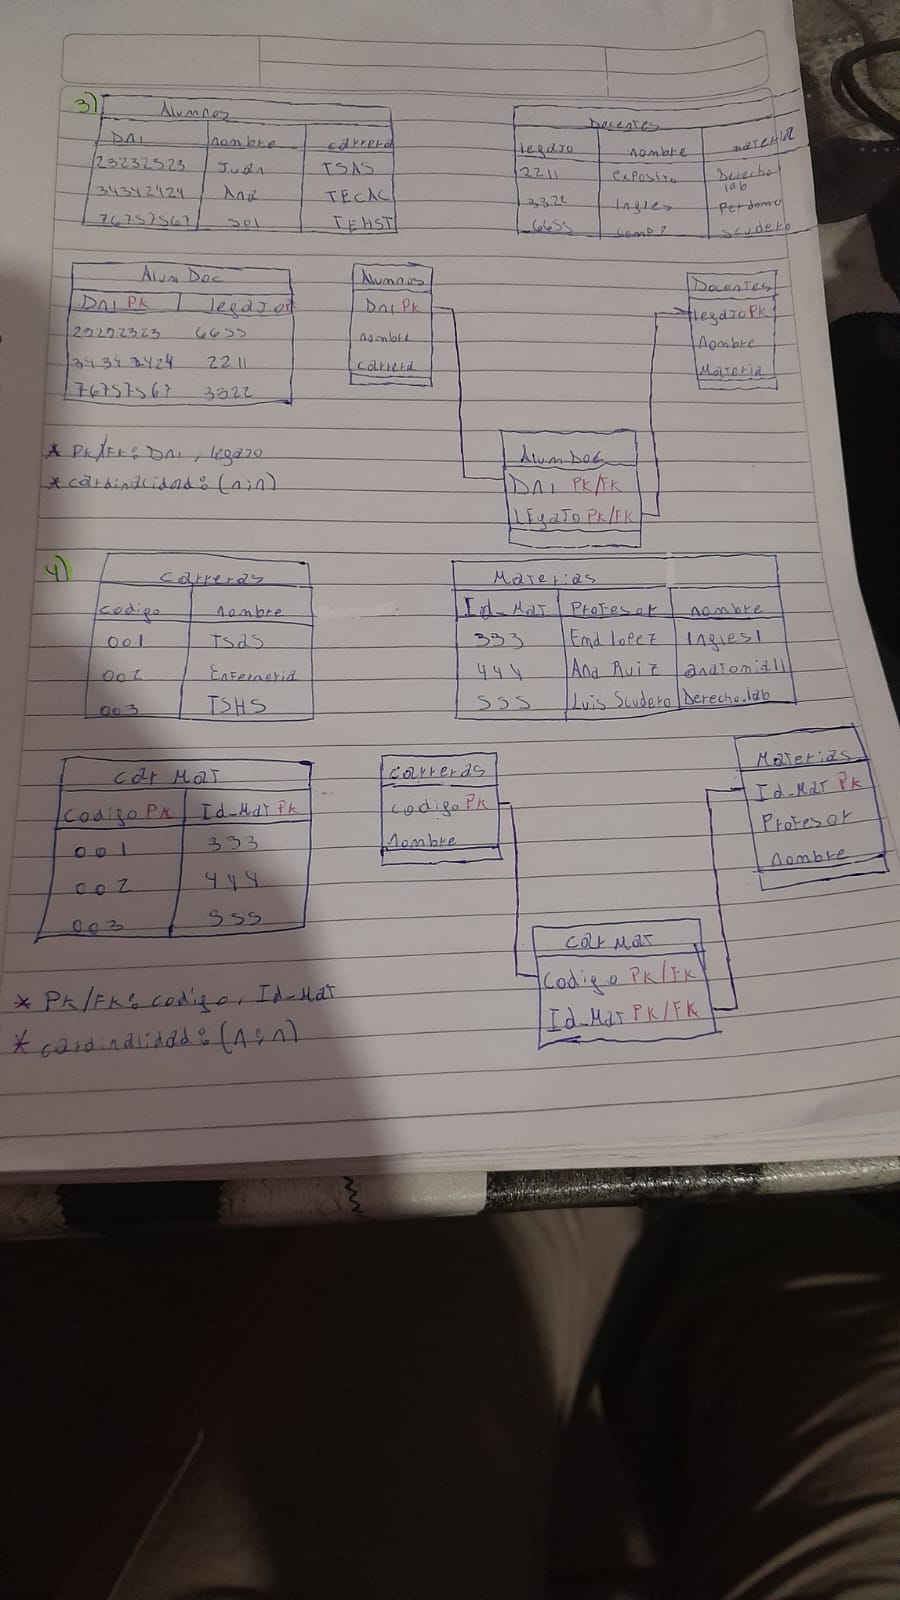 3)
Alumnos
DNI nombre carrera
23232323 Juan TSAS
34342424 Ana TECAC
76757567 Sol TEHST
Docentes
legajo nombre materia
2211 exposito Derecho lab
3322 Ingles Perdomo
6655 Comp2 Scudero
Alum Doc
DNI PK legajo
23232323 6655
34342424 2211
76757567 3322
Alumnos
DNI PK
nombre
carrera
Docentes
legajo PK
Nombre
Materia
Alum Doc
DNI PK/FK
LEgaJo PK/FK
* PK/FK: DNI, legajo
* cardinalidad: (n;n)
4)
Carreras
codigo nombre
001 TSAS
002 Enfermeria
003 TSHS
Materias
Id_Mat Profesor nombre
333 Ema Lopez Ingles I
444 Ana Ruiz anatomia II
555 Luis Scudero Derecho.lab
Car Mat
Codigo PK Id_Mat PK
001 333
002 444
003 555
Carreras
codigo PK
Nombre
Materias
Id_Mat PK
Profesor
nombre
Car Mat
Codigo PK/FK
Id_Mat PK/FK
* PK/FK: codigo, Id_Mat
* cardinalidad: (n;n)